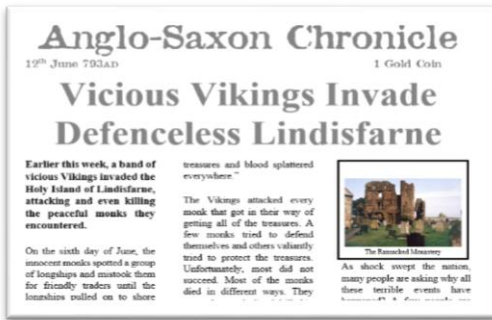 Anglo-Saxon Chronicle
12th June 793AD
1 Gold Coin
Vicious Vikings Invade
Defenceless Lindisfarne
Earlier this week, a band of
vicious Vikings invaded the
Holy Island of Lindisfarne,
attacking and even killing
the peaceful monks they
encountered.
On the sixth day of June, the
innocent monks spotted a group
of longships and mistook them
for friendly traders until the
longships pulled on to shore
treasures and blood splattered
everywhere."
The Vikings attacked every
monk that got in their way of
getting all of the treasures. A
few monks tried to defend
themselves and others valiantly
tried to protect the treasures.
Unfortunately, most did not
succeed. Most of the monks
died in different ways. They
The Ransacked Monastery
As shock swept the nation,
many people are asking why all
these terrible events have